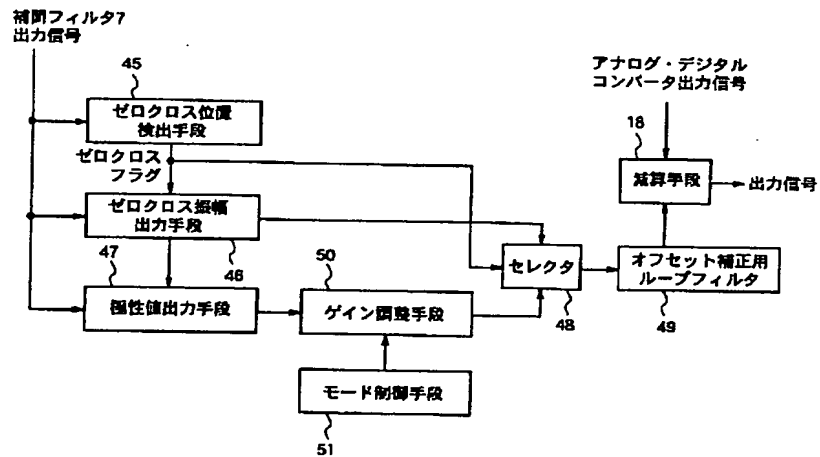 補間フィルタ7
出力信号
45
ゼロクロス位置
検出手段
ゼロクロス
フラグ
ゼロクロス振幅
出力手段
46
47
極性値出力手段
50
ゲイン調整手段
モード制御手段
51
セレクタ
48
アナログ・デジタル
コンバータ出力信号
18
減算手段
出力信号
オフセット補正用
ループフィルタ
49